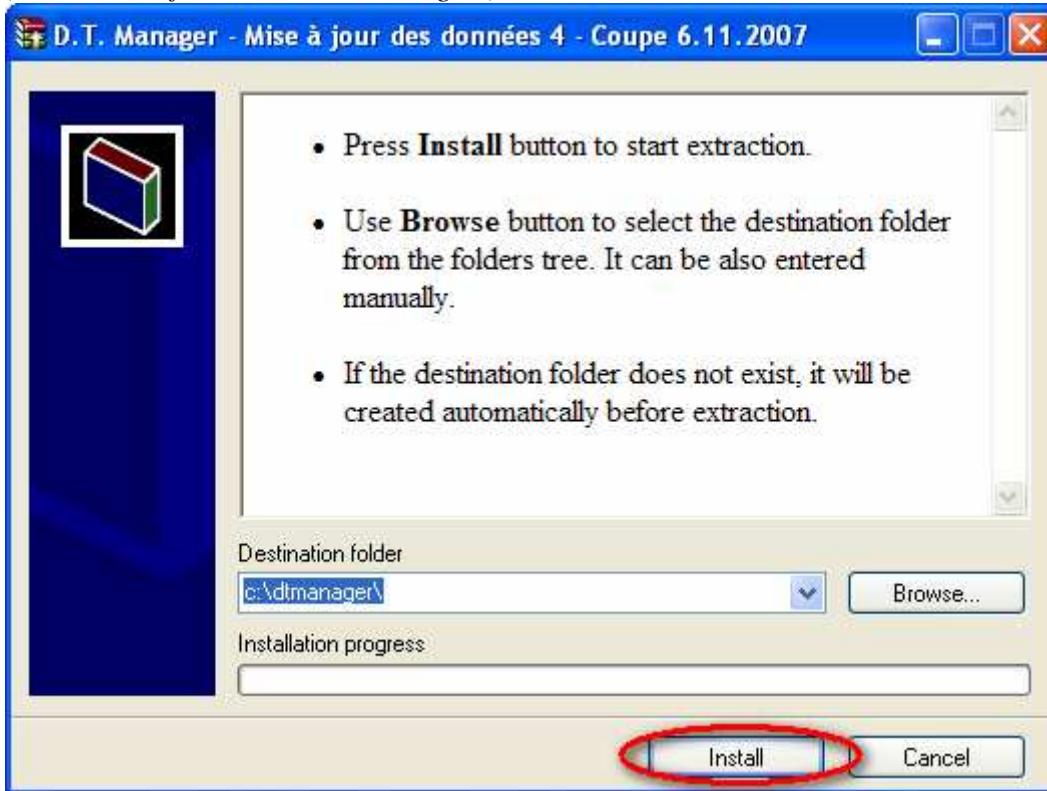 D.T. Manager - Mise à jour des données 4 - Coupe 6.11.2007
• Press Install button to start extraction.
• Use Browse button to select the destination folder
from the folders tree. It can be also entered
manually.
• If the destination folder does not exist, it will be
created automatically before extraction.
Destination folder
c:\dtmanager\
Browse...
Installation progress
Install
Cancel